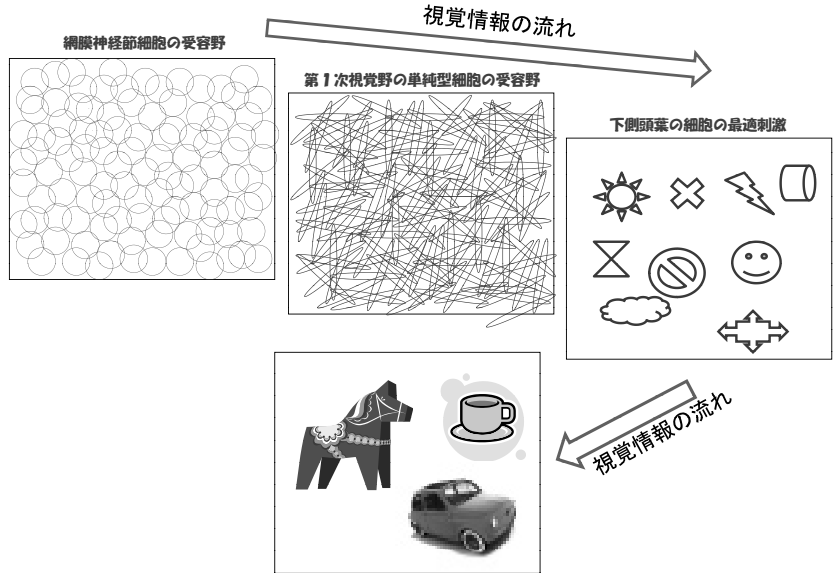 視覚情報の流れ
網膜神経節細胞の受容野
第1次視覚野の単純型細胞の受容野
下側頭葉の細胞の最適刺激
視覚情報の流れ